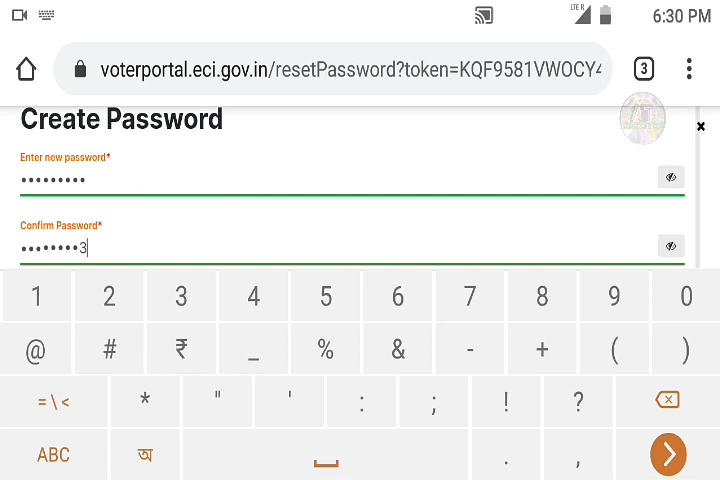 LTE R
6:30 PM
voterportal.eci.gov.in/resetPassword?token=KQF9581VWOCY4
3
Create Password
Enter new password*
•••••••••
Confirm Password*
••••••••3
1 2 3 4 5 6 7 8 9 0
@ # ₹ _ % & - + ( )
=\< * " ' : ; ! ?
ABC অ . ,